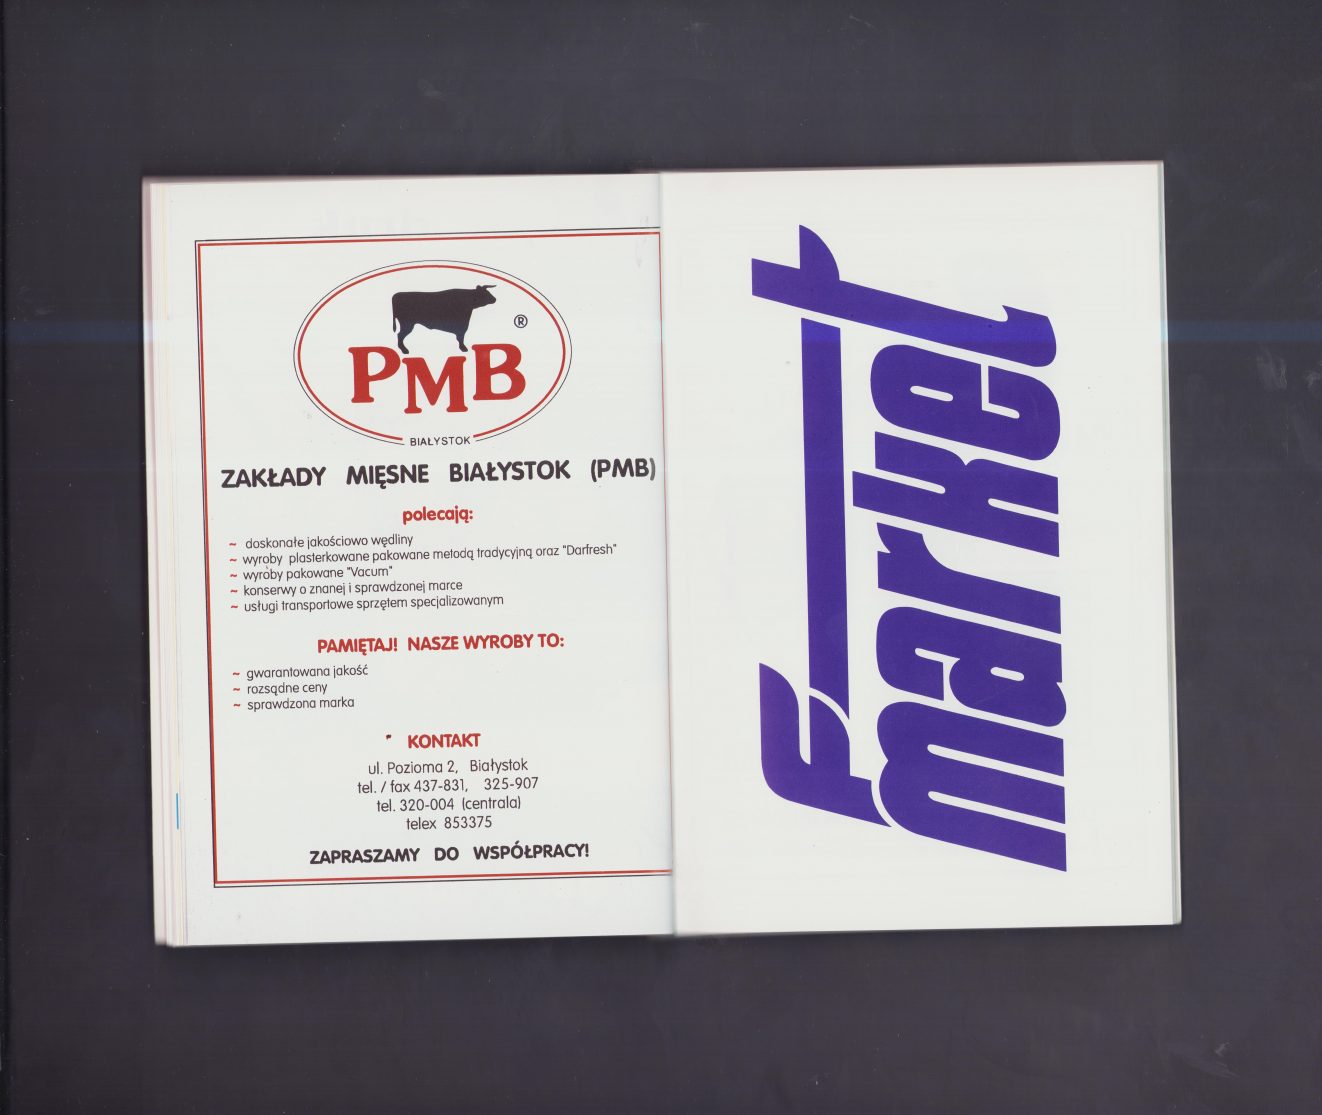 PMB
®
BIAŁYSTOK
ZAKŁADY MIĘSNE BIAŁYSTOK (PMB)
polecają:
~ doskonałe jakościowo wędliny
~ wyroby plasterkowane pakowane metodą tradycyjną oraz "Darfresh"
~ wyroby pakowane "Vacum"
~ konserwy o znanej i sprawdzonej marce
~ usługi transportowe sprzętem specjalizowanym
PAMIĘTAJ! NASZE WYROBY TO:
~ gwarantowana jakość
~ rozsądne ceny
~ sprawdzona marka
KONTAKT
ul. Pozioma 2, Białystok
tel. / fax 437-831, 325-907
tel. 320-004 (centrala)
telex 853375
ZAPRASZAMY DO WSPÓŁPRACY!
F t
market